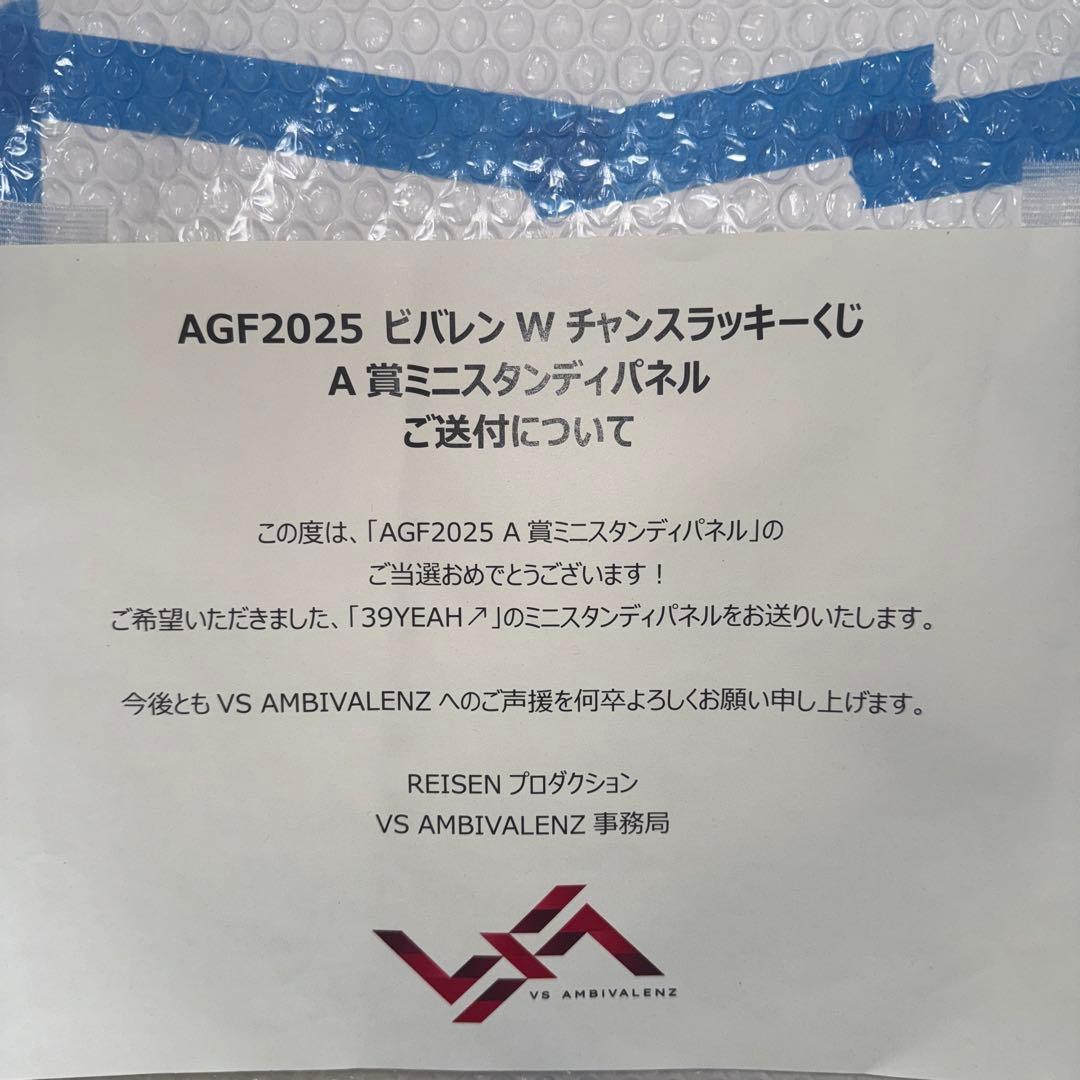 AGF2025 ビバレン W チャンスラッキーくじ
A 賞ミニスタンディパネル
ご送付について
この度は、「AGF2025 A 賞ミニスタンディパネル」の
ご当選おめでとうございます！
ご希望いただきました、「39YEAH↗」のミニスタンディパネルをお送りいたします。
今後とも VS AMBIVALENZ へのご声援を何卒よろしくお願い申し上げます。
REISEN プロダクション
VS AMBIVALENZ 事務局
VS AMBIVALENZ